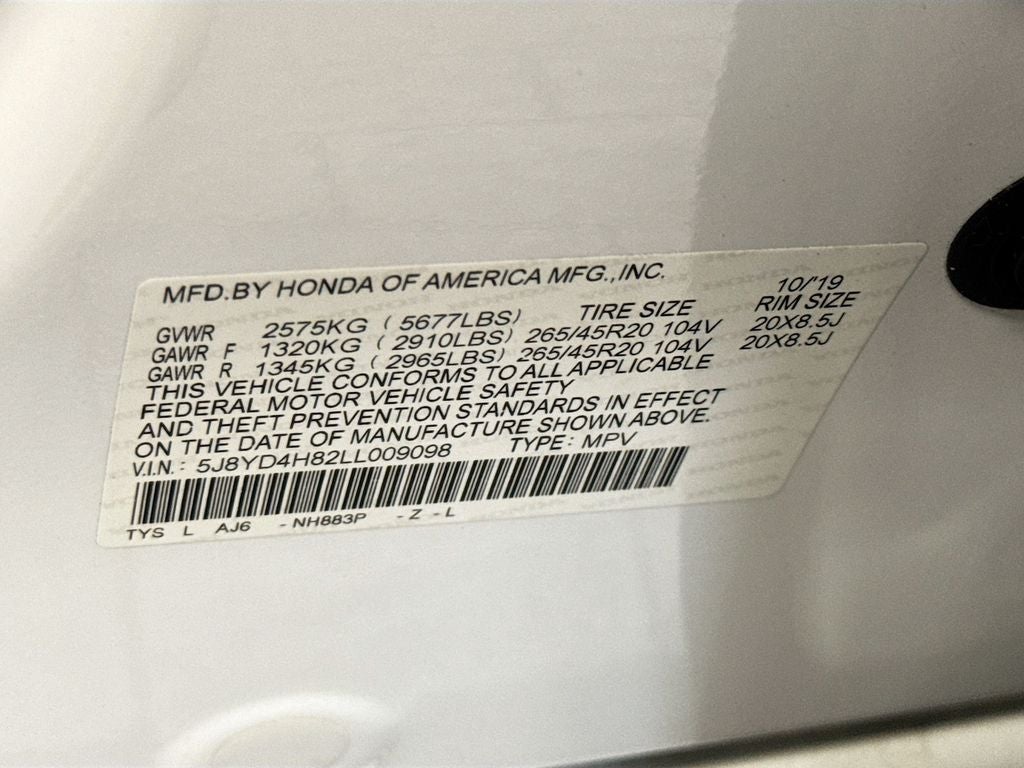 MFD.BY HONDA OF AMERICA MFG.,INC.
10/'19
TIRE SIZE RIM SIZE
GVWR 2575KG ( 5677LBS)
GAWR F 1320KG ( 2910LBS) 265/45R20 104V 20X8.5J
GAWR R 1345KG ( 2965LBS) 265/45R20 104V 20X8.5J
THIS VEHICLE CONFORMS TO ALL APPLICABLE
FEDERAL MOTOR VEHICLE SAFETY
AND THEFT PREVENTION STANDARDS IN EFFECT
ON THE DATE OF MANUFACTURE SHOWN ABOVE.
V.I.N.: 5J8YD4H82LL009098 TYPE: MPV
TYS L AJ6 -NH883P -Z-L